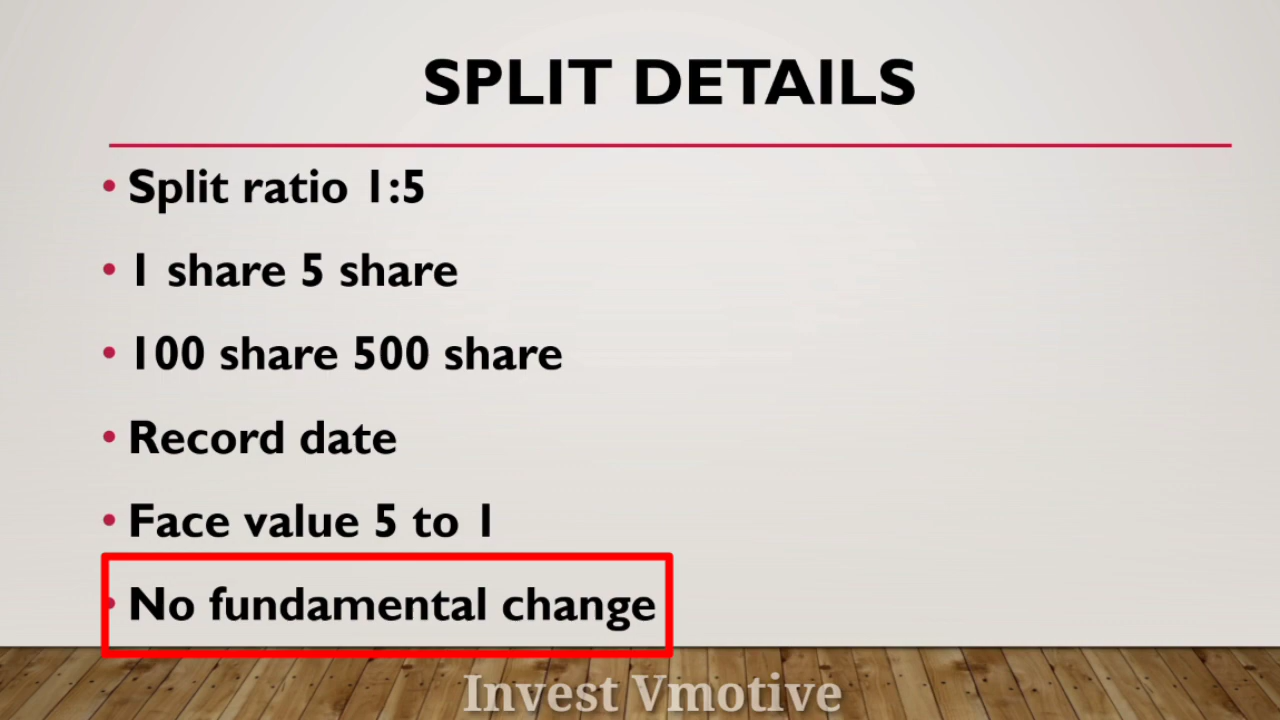 SPLIT DETAILS
• Split ratio 1:5
• 1 share 5 share
• 100 share 500 share
• Record date
• Face value 5 to 1
• No fundamental change
Invest Vmotive